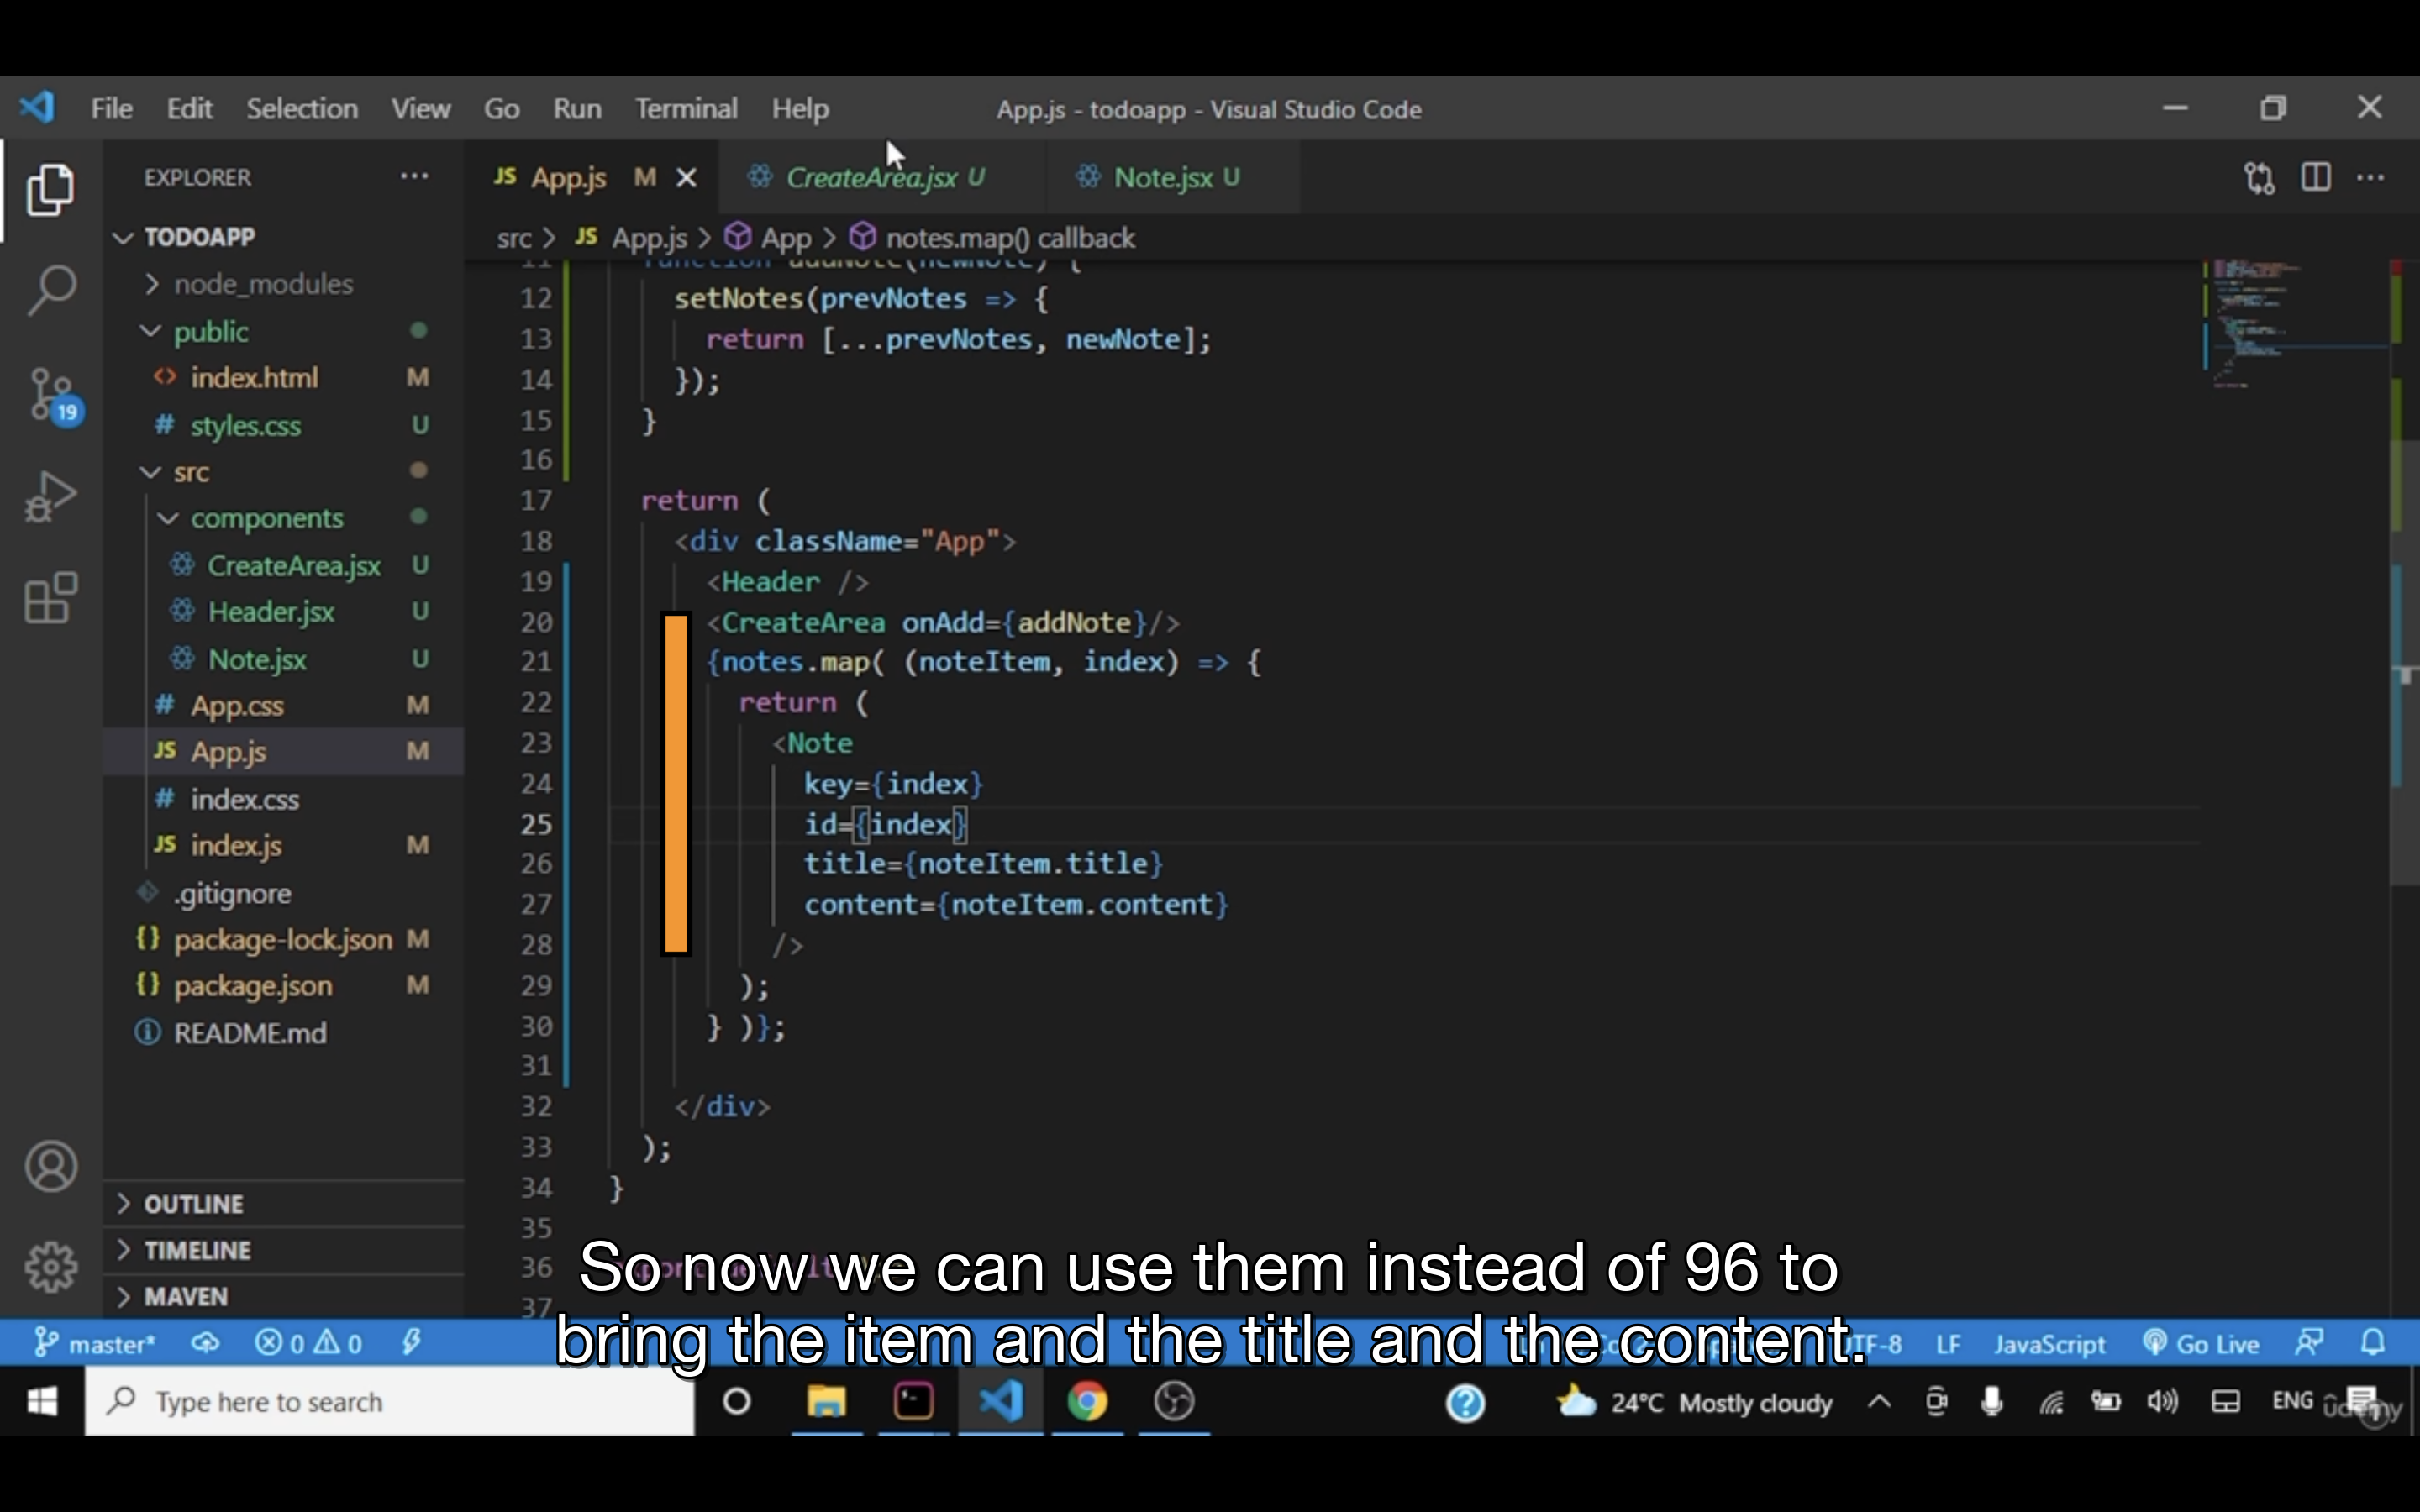 File Edit Selection View Go Run Terminal Help App.js - todoapp - Visual Studio Code
EXPLORER
JS App.js M CreateArea.jsx U Note.jsx U
TODOAPP
src > JS App.js > App > notes.map() callback
node_modules
public
index.html M
# styles.css U
src
components
CreateArea.jsx U
Header.jsx U
Note.jsx U
# App.css M
JS App.js M
# index.css
JS index.js M
.gitignore
{} package-lock.json M
{} package.json M
README.md
OUTLINE
TIMELINE
MAVEN
19
11 function addNote(newNote) {
12 setNotes(prevNotes => {
13 return [...prevNotes, newNote];
14 });
15 }
16
17 return (
18 <div className="App">
19 <Header />
20 <CreateArea onAdd={addNote}/>
21 {notes.map( (noteItem, index) => {
22 return (
23 <Note
24 key={index}
25 id={index}
26 title={noteItem.title}
27 content={noteItem.content}
28 />
29 );
30 } )};
31
32 </div>
33 );
34 }
35
36
37
So now we can use them instead of 96 to
bring the item and the title and the content.
master* 0 0 LF JavaScript Go Live
Type here to search 24°C Mostly cloudy ENG
udemy